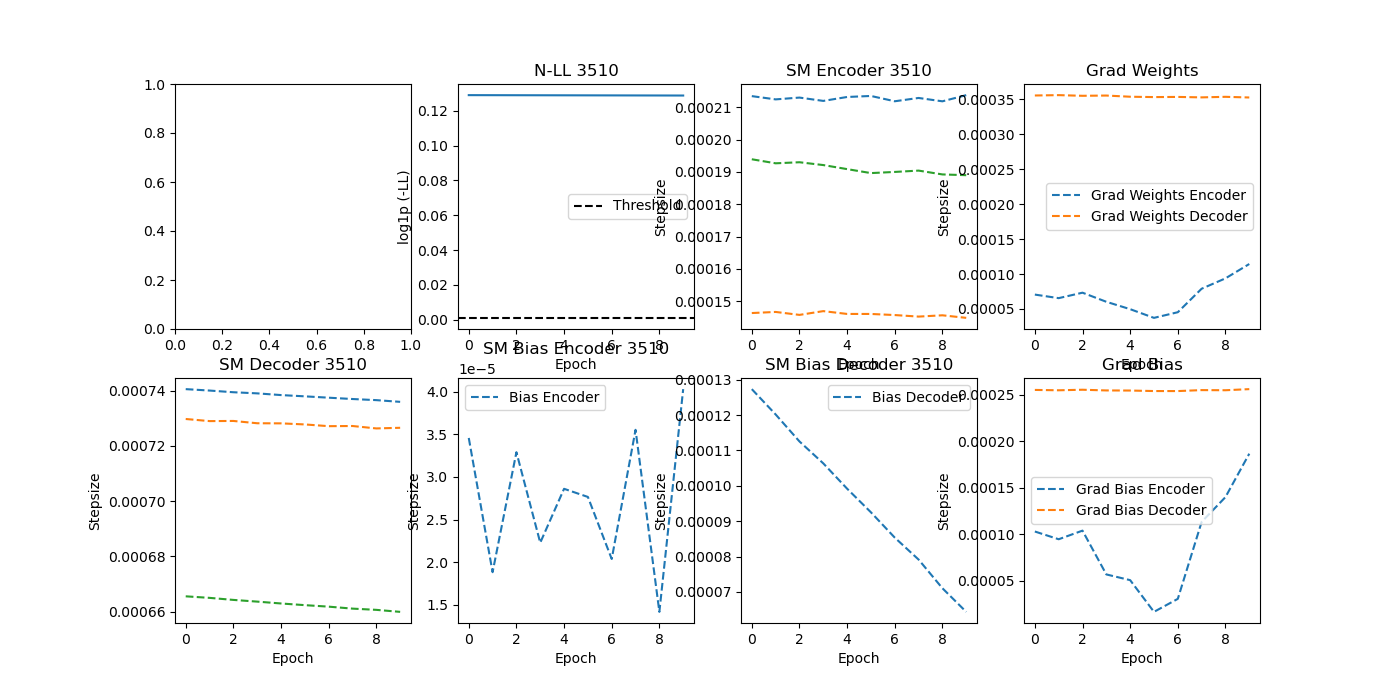 N-LL 3510
SM Encoder 3510
Grad Weights
1.0
0.8
0.6
0.4
0.2
0.0
0.0 0.2 0.4 0.6 0.8 1.0
log1p (-LL)
0.12
0.10
0.08
0.06
0.04
0.02
0.00
Threshold
0 2 4 6 8
Epoch
Stepsize
0.00021
0.00020
0.00019
0.00018
0.00017
0.00016
0.00015
Epoch
Stepsize
0.00035
0.00030
0.00025
0.00020
0.00015
0.00010
0.00005
Grad Weights Encoder
Grad Weights Decoder
Epoch
SM Decoder 3510
SM Bias Encoder 3510
SM Bias Decoder 3510
Grad Bias
Stepsize
0.00074
0.00072
0.00070
0.00068
0.00066
0 2 4 6 8
Epoch
Stepsize
1e−5
4.0
3.5
3.0
2.5
2.0
1.5
Bias Encoder
0 2 4 6 8
Epoch
Stepsize
0.00013
0.00012
0.00011
0.00010
0.00009
0.00008
0.00007
Bias Decoder
0 2 4 6 8
Epoch
Stepsize
0.00025
0.00020
0.00015
0.00010
0.00005
Grad Bias Encoder
Grad Bias Decoder
0 2 4 6 8
Epoch